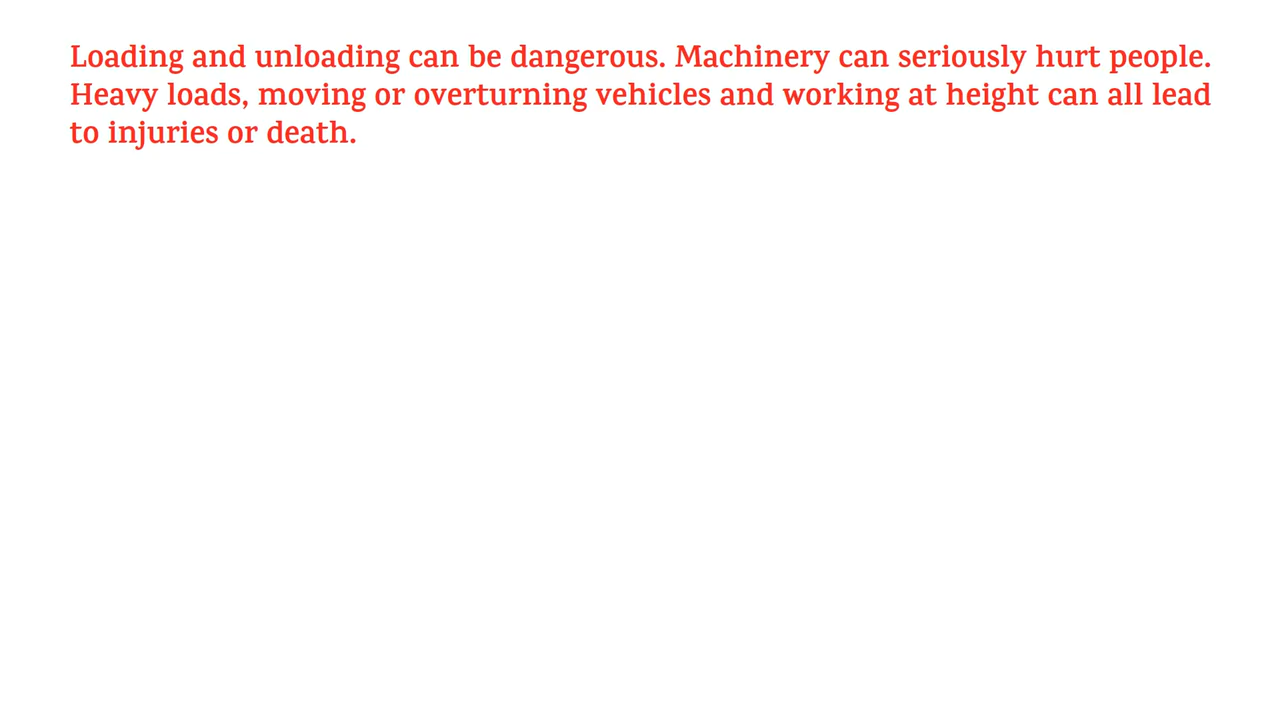 Loading and unloading can be dangerous. Machinery can seriously hurt people.
Heavy loads, moving or overturning vehicles and working at height can all lead
to injuries or death.